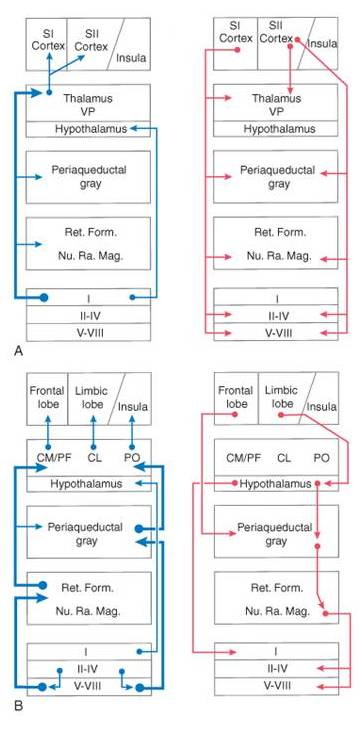 SI
Cortex
SII
Cortex
Insula
Thalamus
VP
Hypothalamus
Periaqueductal
gray
Ret. Form.
Nu. Ra. Mag.
I
II-IV
V-VIII
A
SI
Cortex
SII
Cortex
Insula
Thalamus
VP
Hypothalamus
Periaqueductal
gray
Ret. Form.
Nu. Ra. Mag.
I
II-IV
V-VIII
Frontal
lobe
Limbic
lobe
Insula
CM/PF CL PO
Hypothalamus
Periaqueductal
gray
Ret. Form.
Nu. Ra. Mag.
I
II-IV
V-VIII
B
Frontal
lobe
Limbic
lobe
Insula
CM/PF CL PO
Hypothalamus
Periaqueductal
gray
Ret. Form.
Nu. Ra. Mag.
I
II-IV
V-VIII